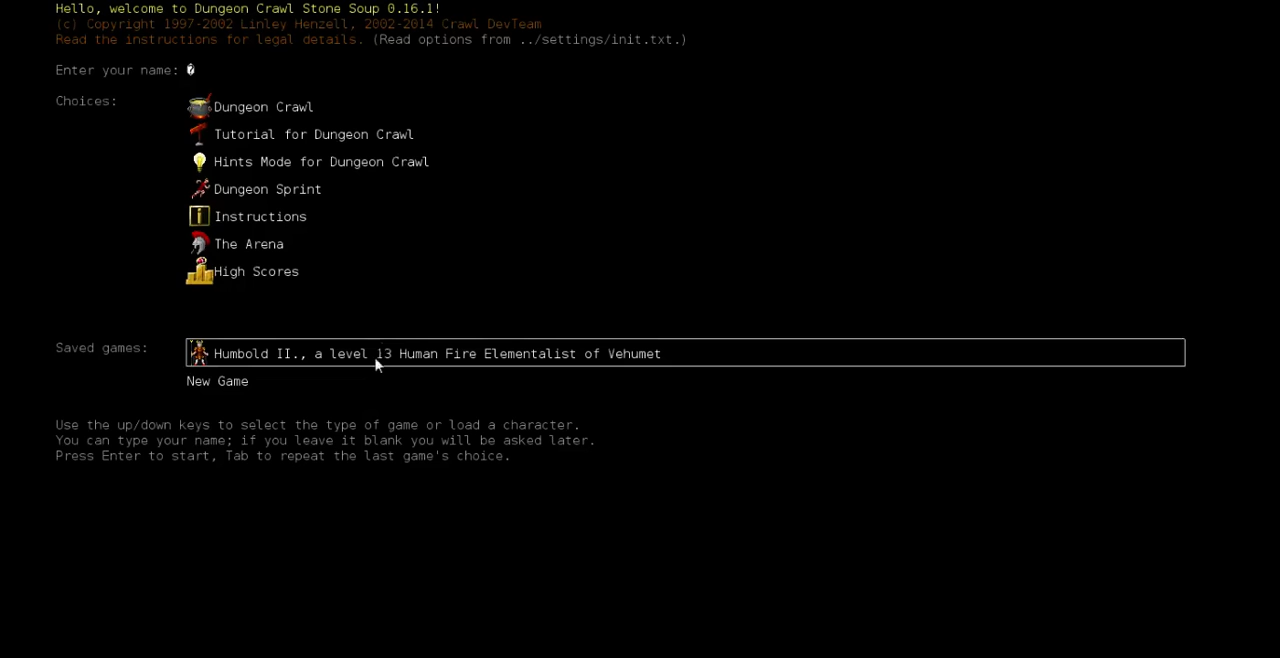 Hello, welcome to Dungeon Crawl Stone Soup 0.16.1!
(c) Copyright 1997-2002 Linley Henzell, 2002-2014 Crawl DevTeam
Read the instructions for legal details. (Read options from ../settings/init.txt.)
Enter your name:
Choices:
Dungeon Crawl
Tutorial for Dungeon Crawl
Hints Mode for Dungeon Crawl
Dungeon Sprint
Instructions
The Arena
High Scores
Saved games:
Humbold II., a level 13 Human Fire Elementalist of Vehumet
New Game
Use the up/down keys to select the type of game or load a character.
You can type your name; if you leave it blank you will be asked later.
Press Enter to start, Tab to repeat the last game's choice.